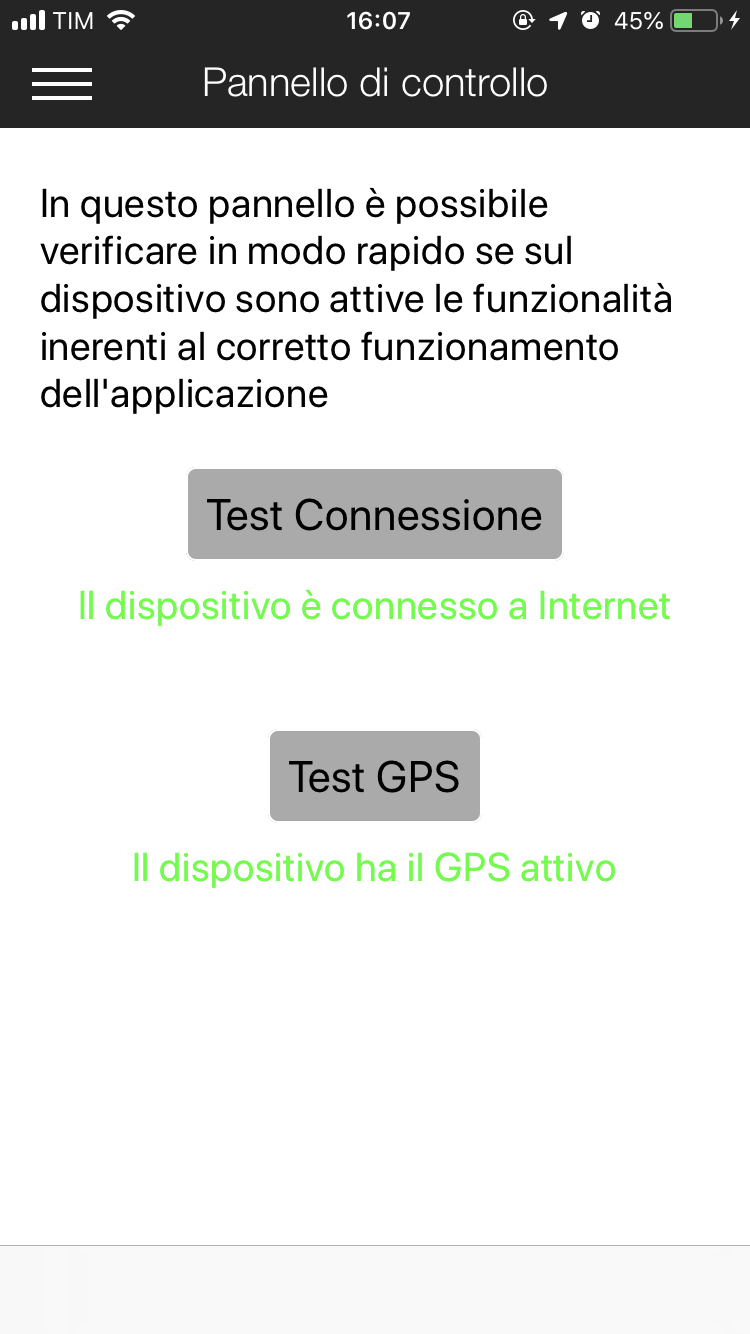 TIM 16:07 45%
Pannello di controllo
In questo pannello è possibile
verificare in modo rapido se sul
dispositivo sono attive le funzionalità
inerenti al corretto funzionamento
dell'applicazione
Test Connessione
Il dispositivo è connesso a Internet
Test GPS
Il dispositivo ha il GPS attivo